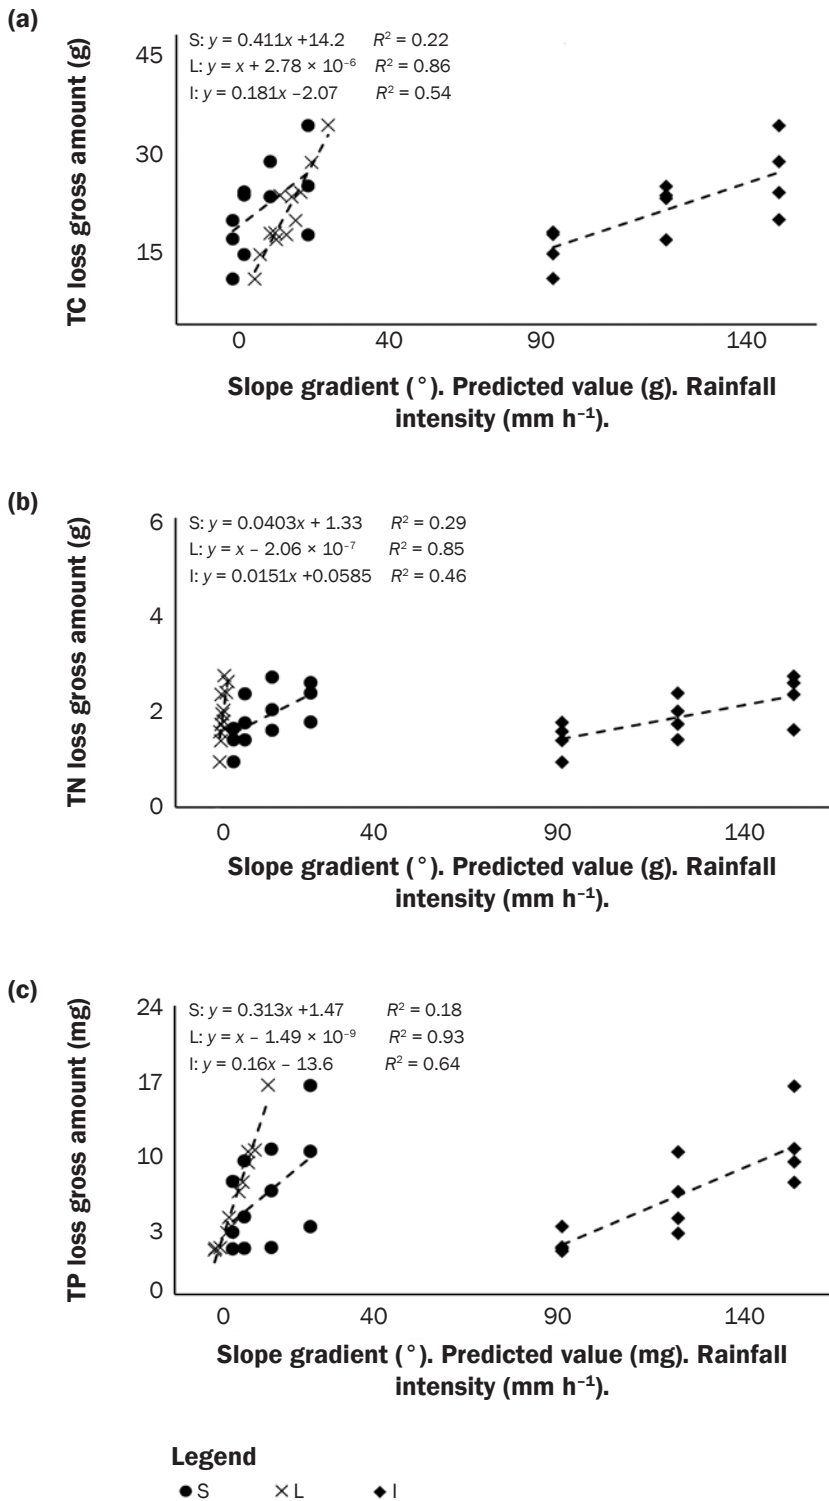 (a)
TC loss gross amount (g)
45
30
15
S: y = 0.411x +14.2 R² = 0.22
L: y = x + 2.78 × 10⁻⁶ R² = 0.86
I: y = 0.181x –2.07 R² = 0.54
0 40 90 140
Slope gradient (°). Predicted value (g). Rainfall
intensity (mm h⁻¹).
(b)
TN loss gross amount (g)
6
4
2
0
S: y = 0.0403x + 1.33 R² = 0.29
L: y = x – 2.06 × 10⁻⁷ R² = 0.85
I: y = 0.0151x +0.0585 R² = 0.46
0 40 90 140
Slope gradient (°). Predicted value (g). Rainfall
intensity (mm h⁻¹).
(c)
TP loss gross amount (mg)
24
17
10
3
0
S: y = 0.313x +1.47 R² = 0.18
L: y = x – 1.49 × 10⁻⁹ R² = 0.93
I: y = 0.16x – 13.6 R² = 0.64
0 40 90 140
Slope gradient (°). Predicted value (mg). Rainfall
intensity (mm h⁻¹).
Legend
S L I